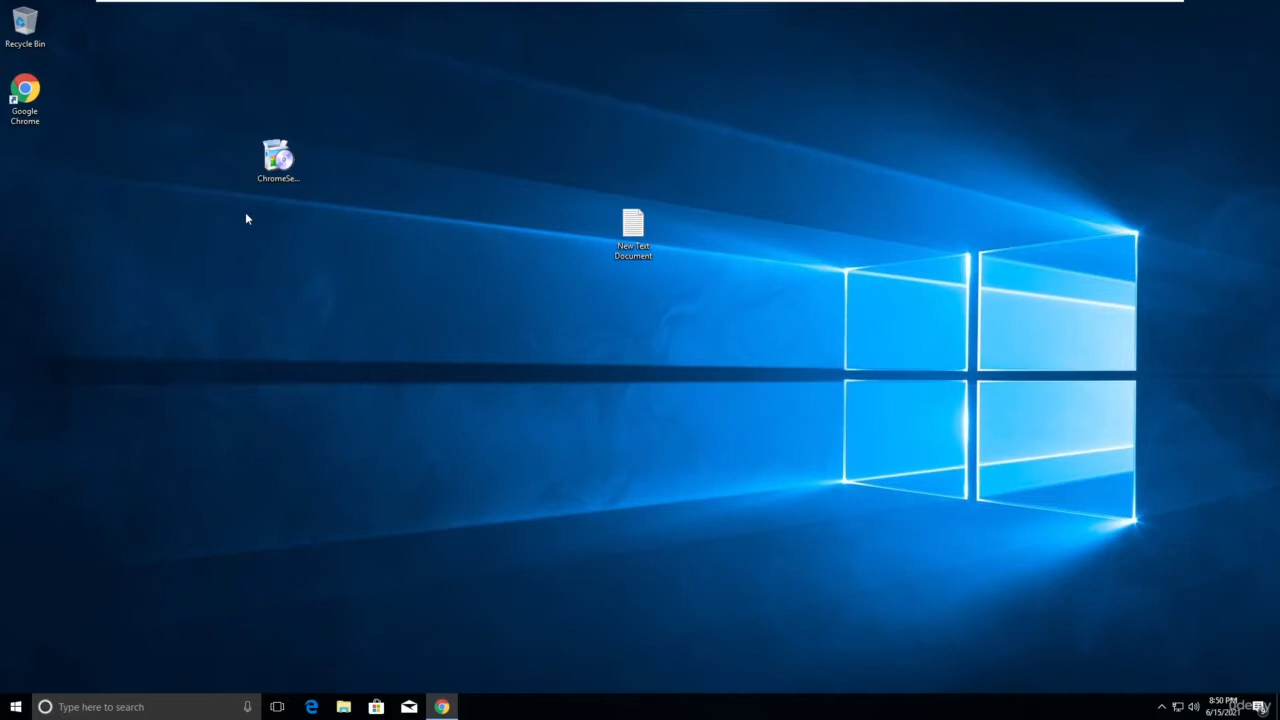 Recycle Bin
Google
Chrome
ChromeSe...
New Text
Document
Type here to search
8:50 PM
6/15/2021